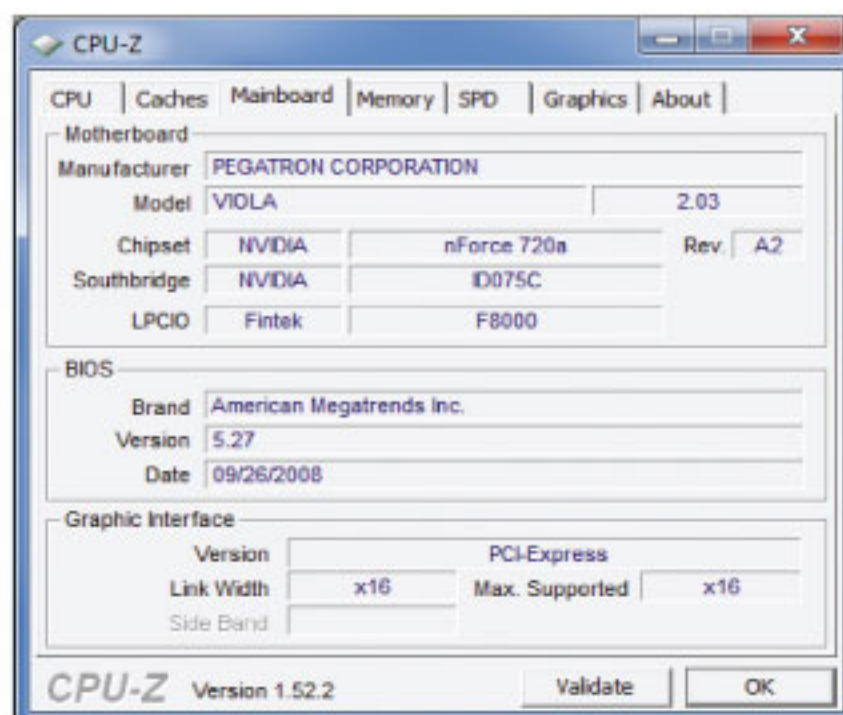 CPU-Z
CPU Caches Mainboard Memory SPD Graphics About
Motherboard
Manufacturer PEGATRON CORPORATION
Model VIOLA 2.03
Chipset NVIDIA nForce 720a Rev. A2
Southbridge NVIDIA ID075C
LPCIO Fintek F8000
BIOS
Brand American Megatrends Inc.
Version 5.27
Date 09/26/2008
Graphic Interface
Version PCI-Express
Link Width x16 Max. Supported x16
Side Band
CPU-Z Version 1.52.2 Validate OK